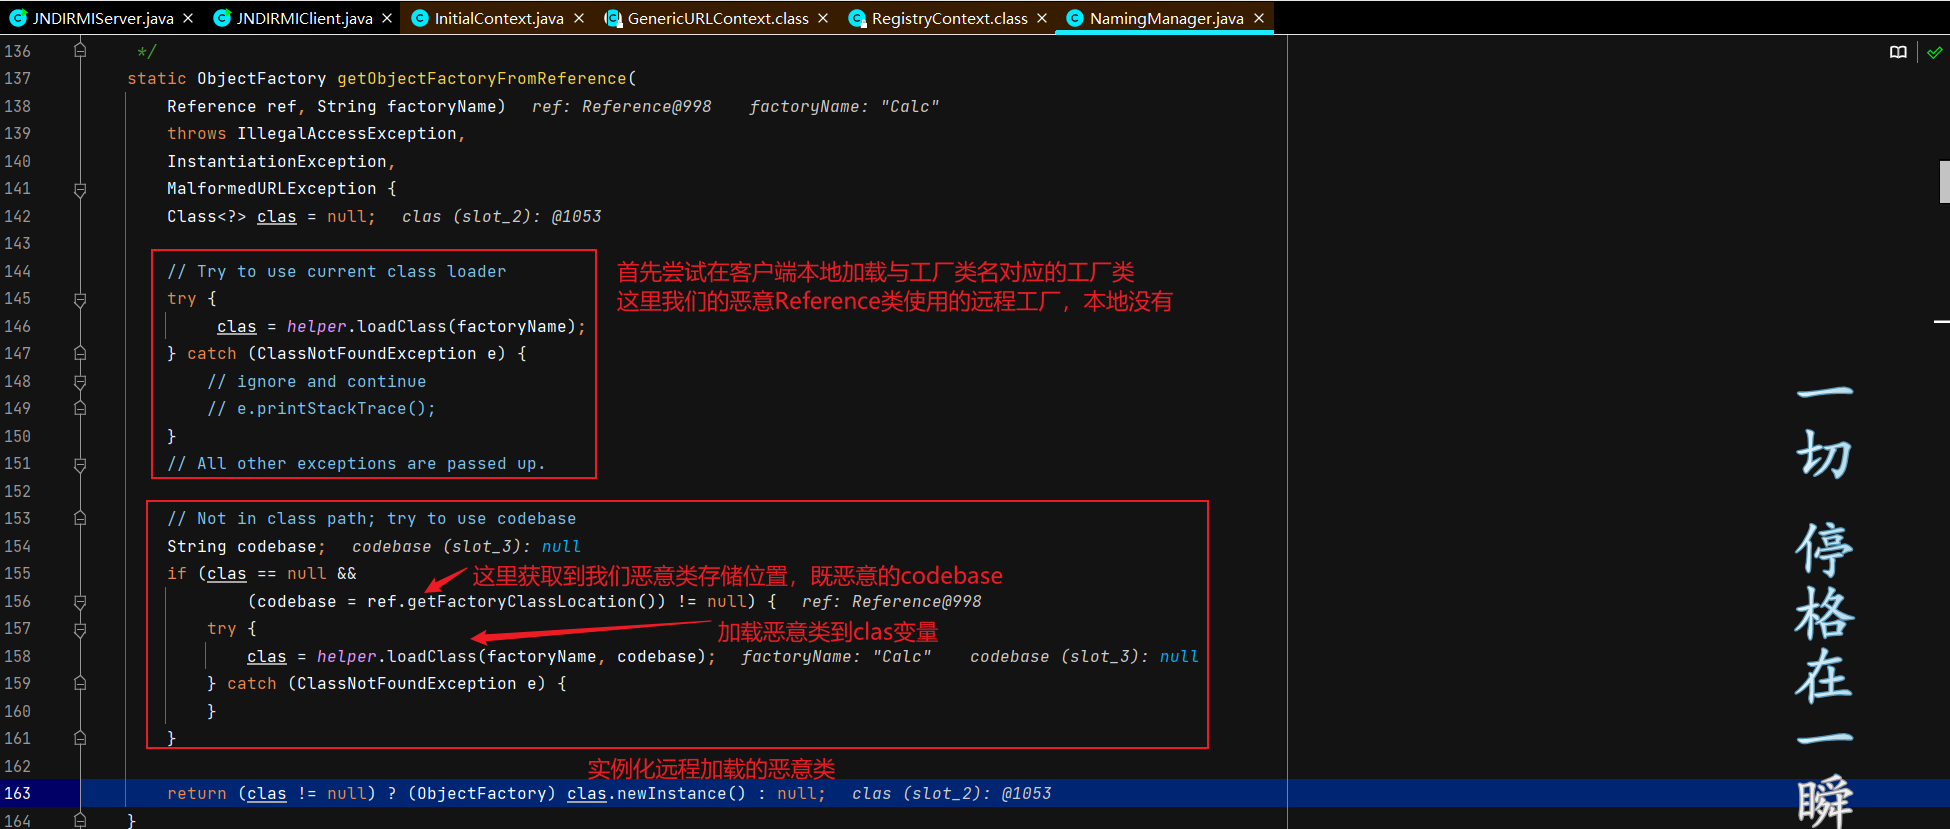 JNDIRMIServer.java × JNDIRMIClient.java × InitialContext.java × GenericURLContext.class × RegistryContext.class × NamingManager.java ×
136 */
137 static ObjectFactory getObjectFactoryFromReference(
138 Reference ref, String factoryName) ref: Reference@998 factoryName: "Calc"
139 throws IllegalAccessException,
140 InstantiationException,
141 MalformedURLException {
142 Class<?> clas = null; clas (slot_2): @1053
143
144 // Try to use current class loader
首先尝试在客户端本地加载与工厂类名对应的工厂类
145 try {
这里我们的恶意Reference类使用的远程工厂，本地没有
146 clas = helper.loadClass(factoryName);
147 } catch (ClassNotFoundException e) {
148 // ignore and continue
149 // e.printStackTrace();
150 }
151 // All other exceptions are passed up.
152
153 // Not in class path; try to use codebase
154 String codebase; codebase (slot_3): null
155 if (clas == null &&
这里获取到我们恶意类存储位置，既恶意的codebase
156 (codebase = ref.getFactoryClassLocation()) != null) { ref: Reference@998
157 try {
加载恶意类到clas变量
158 clas = helper.loadClass(factoryName, codebase); factoryName: "Calc" codebase (slot_3): null
159 } catch (ClassNotFoundException e) {
160 }
161 }
162
实例化远程加载的恶意类
163 return (clas != null) ? (ObjectFactory) clas.newInstance() : null; clas (slot_2): @1053
164 }
一切 停格在一瞬